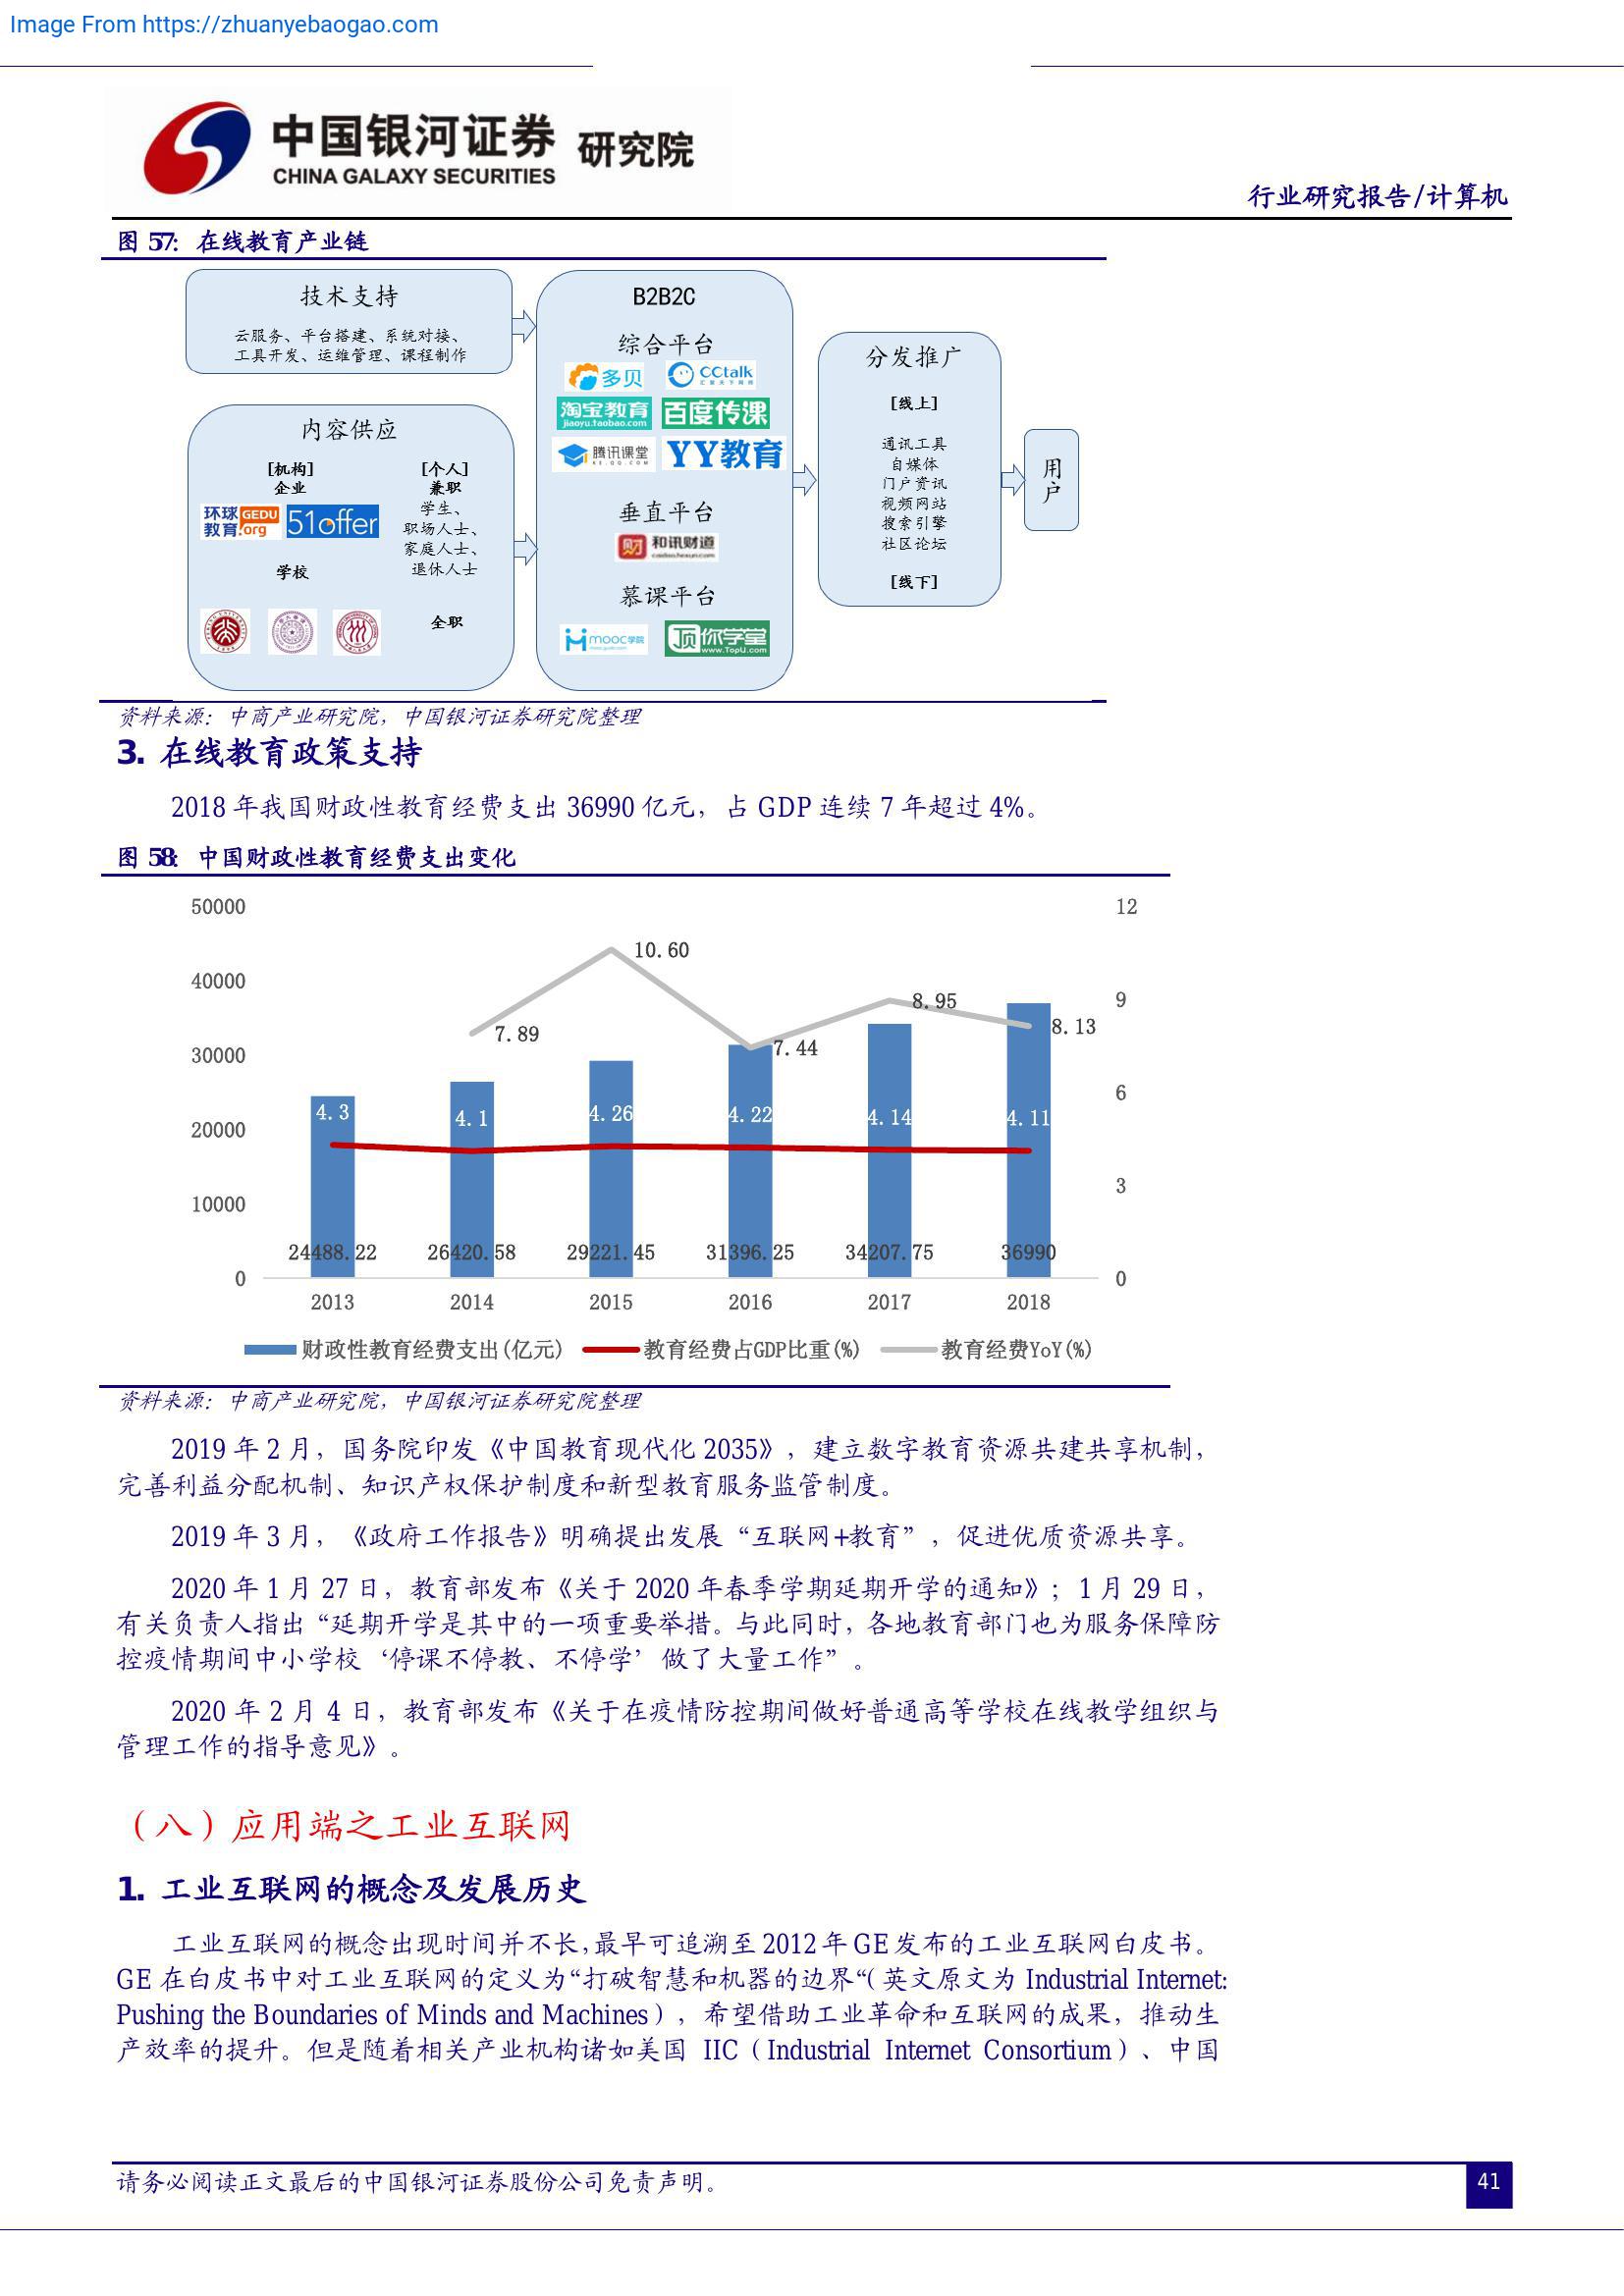 Image From https://zhuanyebaogao.com
中国银河证券 研究院
CHINA GALAXY SECURITIES
行业研究报告/计算机
图 57: 在线教育产业链
技术支持
云服务、平台搭建、系统对接、
工具开发、运维管理、课程制作
内容供应
[机构]
企业
环球 GEDU
教育.org
51offer
学校
[个人]
兼职
学生、
职场人士、
家庭人士、
退休人士
全职
B2B2C
综合平台
多贝
CCtalk
淘宝教育
jiaoyu.taobao.com
百度传课
腾讯课堂
KE.QQ.COM
YY教育
垂直平台
财 和讯财道
慕课平台
mooc学院
顶你学堂
www.TopU.com
分发推广
[线上]
通讯工具
自媒体
门户资讯
视频网站
搜索引擎
社区论坛
[线下]
用
户
资料来源：中商产业研究院，中国银河证券研究院整理
3. 在线教育政策支持
2018 年我国财政性教育经费支出 36990 亿元，占 GDP 连续 7 年超过 4%。
图 58: 中国财政性教育经费支出变化
50000
40000
30000
20000
10000
0
12
9
6
3
0
7.89
10.60
7.44
8.95
8.13
4.3
4.1
4.26
4.22
4.14
4.11
24488.22
26420.58
29221.45
31396.25
34207.75
36990
2013
2014
2015
2016
2017
2018
财政性教育经费支出(亿元)
教育经费占GDP比重(%)
教育经费YoY(%)
资料来源：中商产业研究院，中国银河证券研究院整理
2019 年 2 月，国务院印发《中国教育现代化 2035》，建立数字教育资源共建共享机制，
完善利益分配机制、知识产权保护制度和新型教育服务监管制度。
2019 年 3 月，《政府工作报告》明确提出发展“互联网+教育”，促进优质资源共享。
2020 年 1 月 27 日，教育部发布《关于 2020 年春季学期延期开学的通知》；1 月 29 日，
有关负责人指出“延期开学是其中的一项重要举措。与此同时，各地教育部门也为服务保障防
控疫情期间中小学校‘停课不停教、不停学’做了大量工作”。
2020 年 2 月 4 日，教育部发布《关于在疫情防控期间做好普通高等学校在线教学组织与
管理工作的指导意见》。
（八）应用端之工业互联网
1. 工业互联网的概念及发展历史
工业互联网的概念出现时间并不长，最早可追溯至 2012 年 GE 发布的工业互联网白皮书。
GE 在白皮书中对工业互联网的定义为“打破智慧和机器的边界“（英文原文为 Industrial Internet:
Pushing the Boundaries of Minds and Machines），希望借助工业革命和互联网的成果，推动生
产效率的提升。但是随着相关产业机构诸如美国 IIC（Industrial Internet Consortium）、中国
请务必阅读正文最后的中国银河证券股份公司免责声明。
41